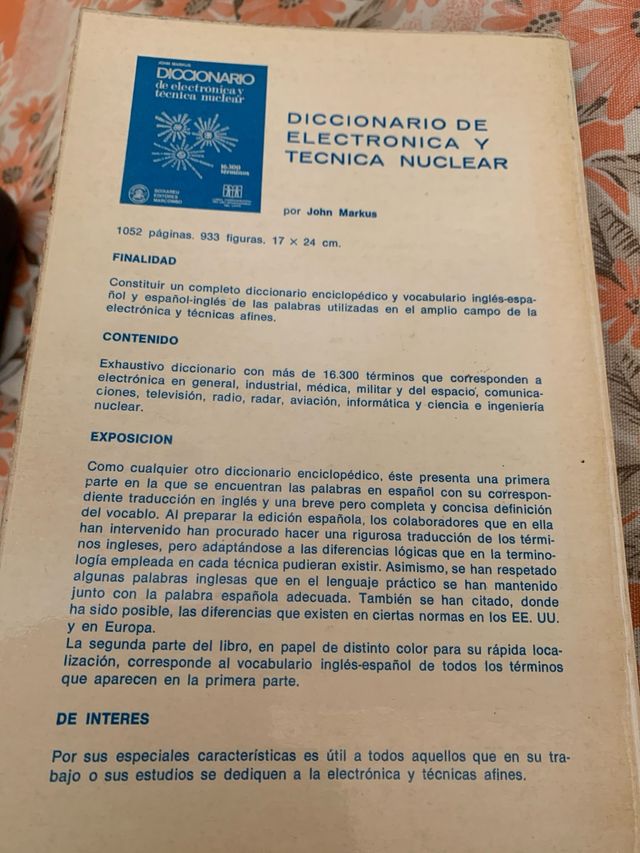 JOHN MARKUS
DICCIONARIO
de electronica y
tecnica nuclear
16.300
términos
BOIXAREU
EDITORES
MARCOMBO
DICCIONARIO DE
ELECTRONICA Y
TECNICA NUCLEAR
por John Markus
1052 páginas. 933 figuras. 17 × 24 cm.
FINALIDAD
Constituir un completo diccionario enciclopédico y vocabulario inglés-espa-
ñol y español-inglés de las palabras utilizadas en el amplio campo de la
electrónica y técnicas afines.
CONTENIDO
Exhaustivo diccionario con más de 16.300 términos que corresponden a
electrónica en general, industrial, médica, militar y del espacio, comunica-
ciones, televisión, radio, radar, aviación, informática y ciencia e ingeniería
nuclear.
EXPOSICION
Como cualquier otro diccionario enciclopédico, éste presenta una primera
parte en la que se encuentran las palabras en español con su correspon-
diente traducción en inglés y una breve pero completa y concisa definición
del vocablo. Al preparar la edición española, los colaboradores que en ella
han intervenido han procurado hacer una rigurosa traducción de los térmi-
nos ingleses, pero adaptándose a las diferencias lógicas que en la termino-
logía empleada en cada técnica pudieran existir. Asimismo, se han respetado
algunas palabras inglesas que en el lenguaje práctico se han mantenido
junto con la palabra española adecuada. También se han citado, donde
ha sido posible, las diferencias que existen en ciertas normas en los EE. UU.
y en Europa.
La segunda parte del libro, en papel de distinto color para su rápida loca-
lización, corresponde al vocabulario inglés-español de todos los términos
que aparecen en la primera parte.
DE INTERES
Por sus especiales características es útil a todos aquellos que en su tra-
bajo o sus estudios se dediquen a la electrónica y técnicas afines.